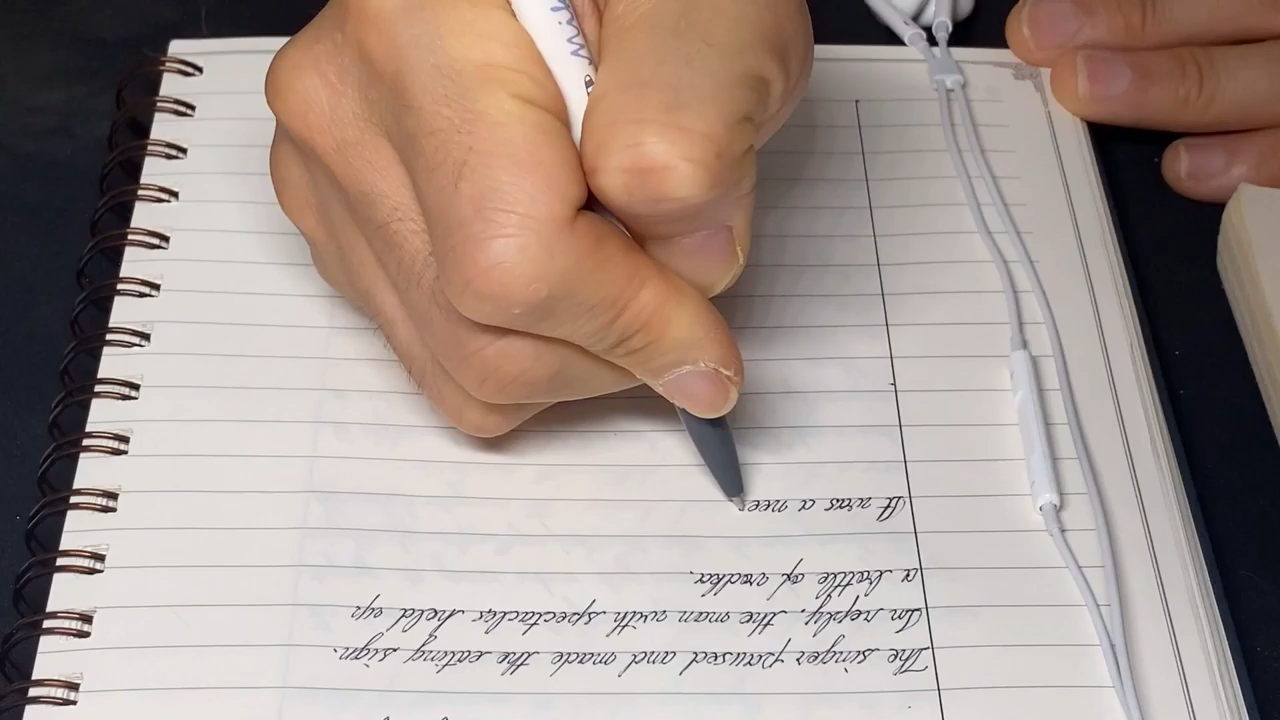 The singer paused and made the eating sign.
In reply, the man with spectacles held up
a bottle of vodka.
It was a nee